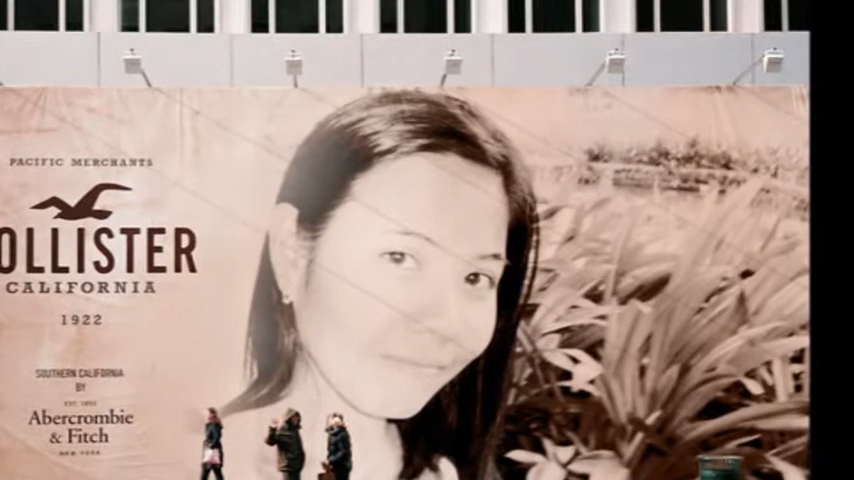 PACIFIC MERCHANTS
OLLISTER
CALIFORNIA
1922
SOUTHERN CALIFORNIA
BY
EST. 1892
Abercrombie
& Fitch
NEW YORK